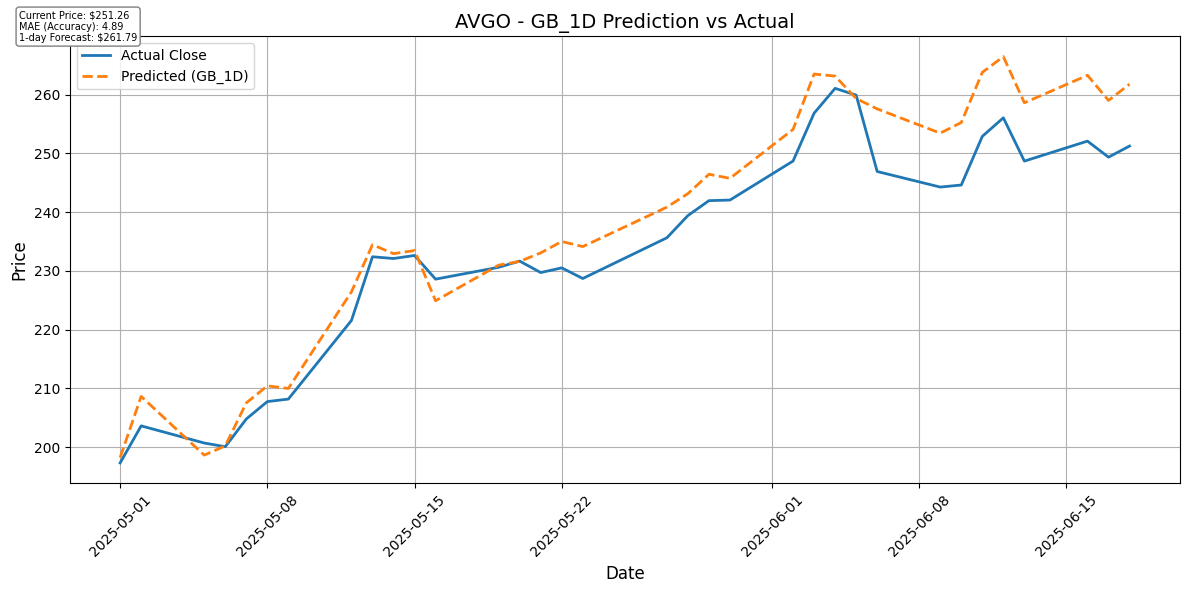 Current Price: $251.26
MAE (Accuracy): 4.89
1-day Forecast: $261.79
AVGO - GB_1D Prediction vs Actual
Actual Close
Predicted (GB_1D)
Price
260
250
240
230
220
210
200
2025-05-01
2025-05-08
2025-05-15
2025-05-22
2025-06-01
2025-06-08
2025-06-15
Date